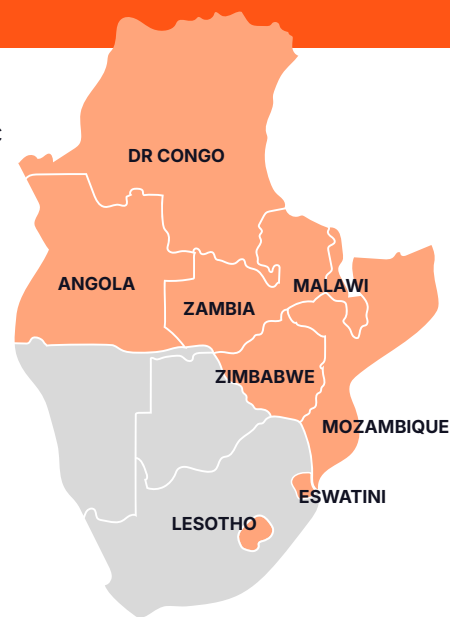 DR CONGO
ANGOLA
MALAWI
ZAMBIA
ZIMBABWE
MOZAMBIQUE
ESWATINI
LESOTHO